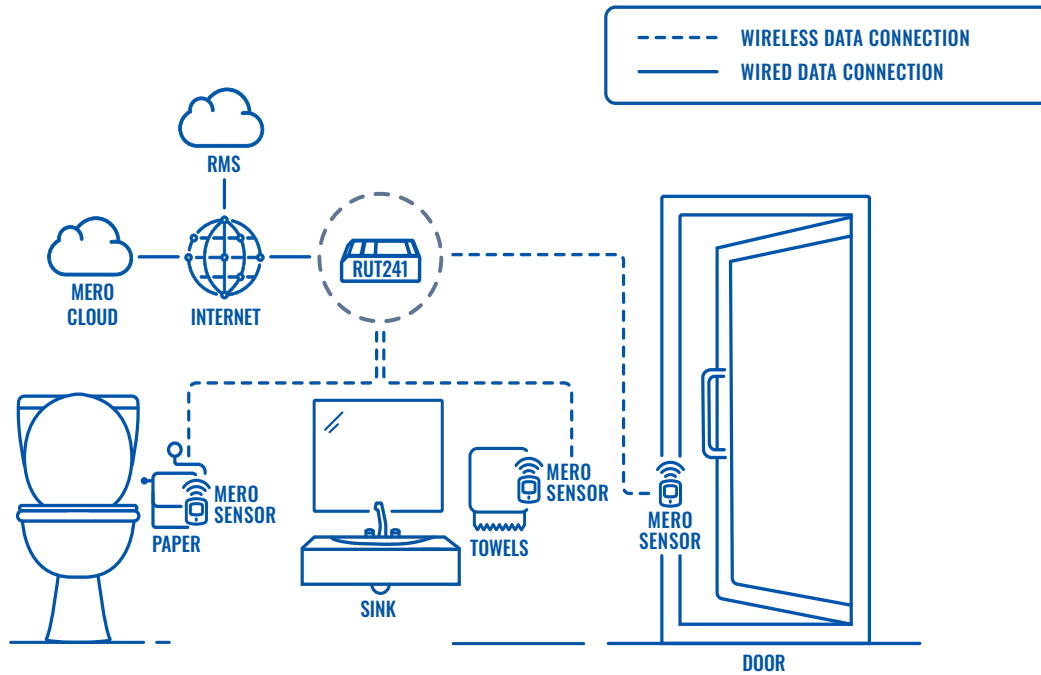 WIRELESS DATA CONNECTION
WIRED DATA CONNECTION
RMS
RUT241
MERO
CLOUD
INTERNET
MERO
SENSOR
PAPER
SINK
MERO
SENSOR
TOWELS
MERO
SENSOR
DOOR